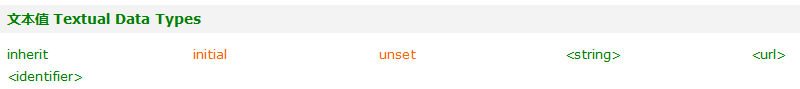 文本值 Textual Data Types
inherit initial unset <string> <url>
<identifier>